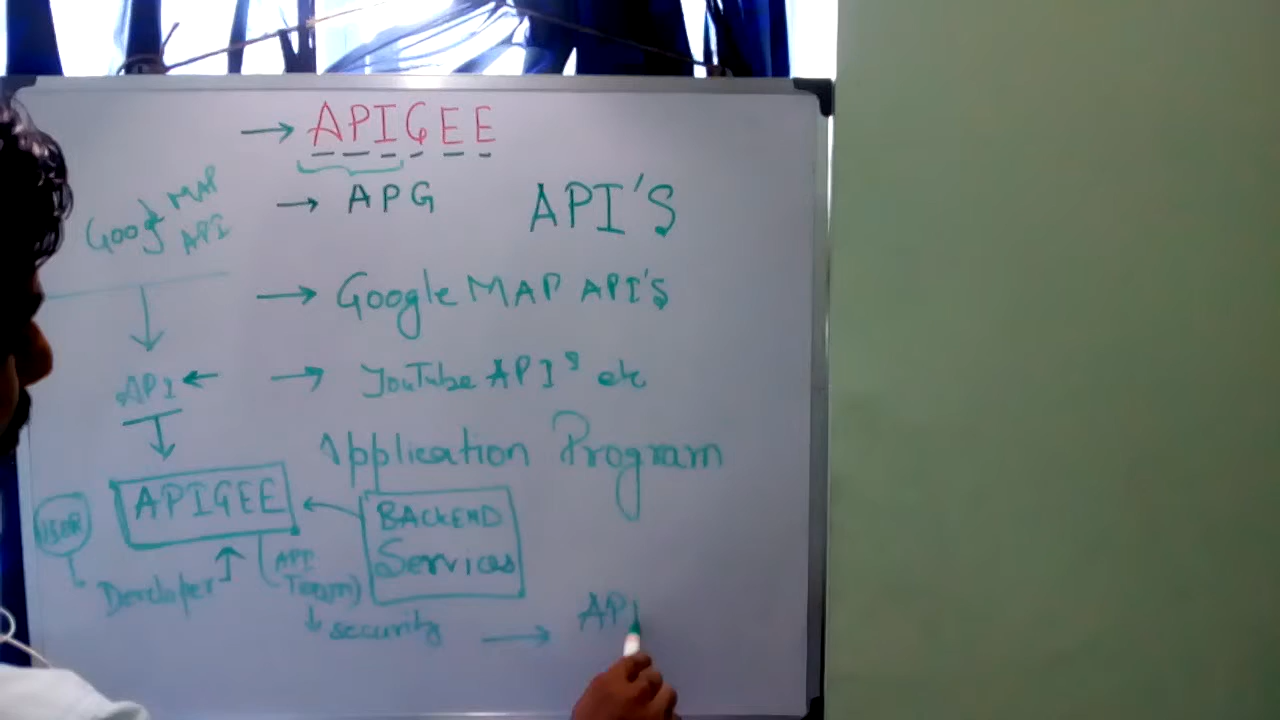 → APIGEE
→ APG
API'S
Google MAP API
→ Google MAP API'S
API ←
→ YouTube API's etc
Application Program
APIGEE
USER
BACKEND Services
Developer
(API Team)
↓ security → API